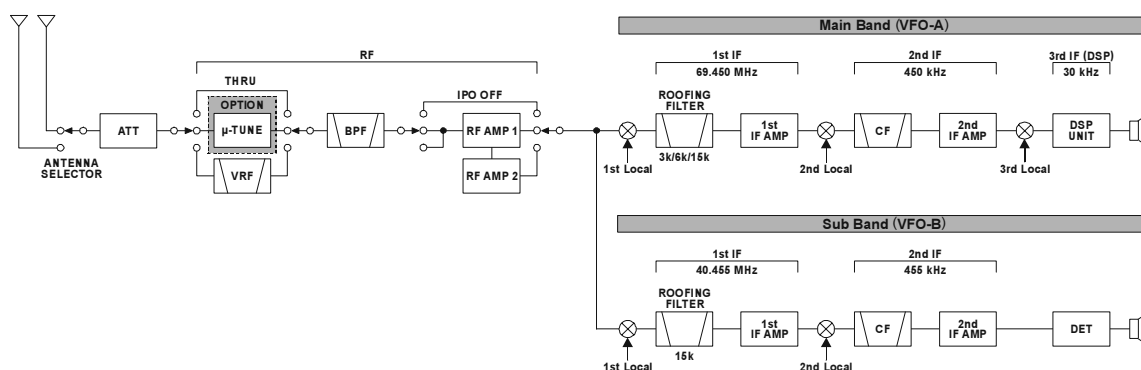 Main Band (VFO-A)
RF
1st IF
69.450 MHz
2nd IF
450 kHz
3rd IF (DSP)
30 kHz
THRU
IPO OFF
ROOFING
FILTER
OPTION
ATT
µ-TUNE
BPF
RF AMP 1
1st
IF AMP
CF
2nd
IF AMP
DSP
UNIT
3k/6k/15k
ANTENNA
SELECTOR
VRF
RF AMP 2
1st Local
2nd Local
3rd Local
Sub Band (VFO-B)
1st IF
40.455 MHz
2nd IF
455 kHz
ROOFING
FILTER
1st
IF AMP
CF
2nd
IF AMP
DET
15k
1st Local
2nd Local